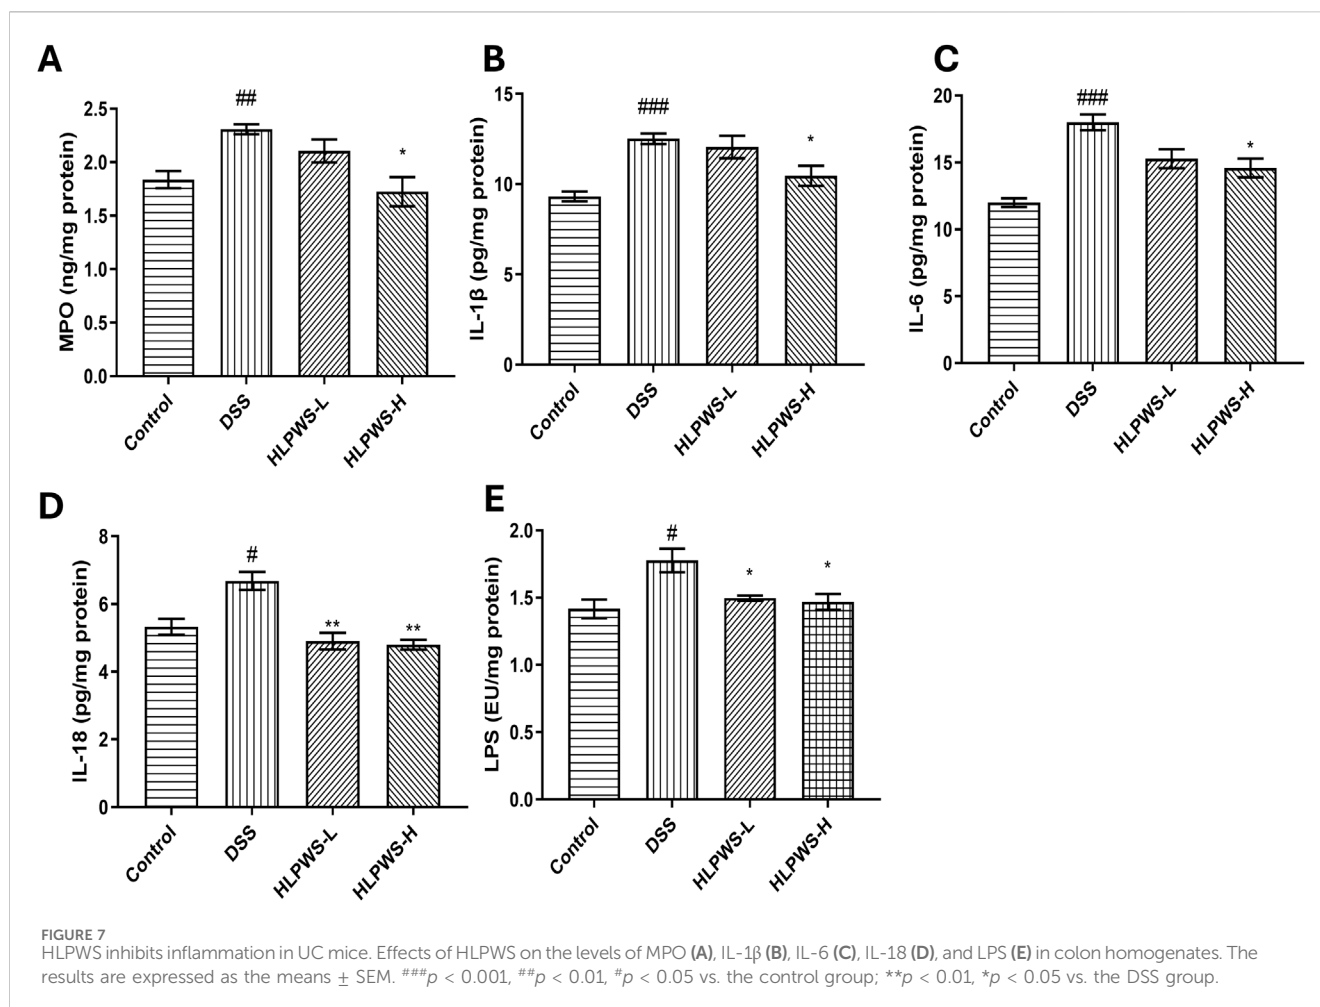 A
MPO (ng/mg protein)
2.5
2.0
1.5
1.0
0.5
0.0
##
*
Control
DSS
HLPWS-L
HLPWS-H
B
IL-1β (pg/mg protein)
15
10
5
0
###
*
Control
DSS
HLPWS-L
HLPWS-H
C
IL-6 (pg/mg protein)
20
15
10
5
0
###
*
Control
DSS
HLPWS-L
HLPWS-H
D
IL-18 (pg/mg protein)
8
6
4
2
0
#
**
**
Control
DSS
HLPWS-L
HLPWS-H
E
LPS (EU/mg protein)
2.0
1.5
1.0
0.5
0.0
#
*
*
Control
DSS
HLPWS-L
HLPWS-H
FIGURE 7
HLPWS inhibits inflammation in UC mice. Effects of HLPWS on the levels of MPO (A), IL-1β (B), IL-6 (C), IL-18 (D), and LPS (E) in colon homogenates. The
results are expressed as the means ± SEM. ###p < 0.001, ##p < 0.01, #p < 0.05 vs. the control group; **p < 0.01, *p < 0.05 vs. the DSS group.